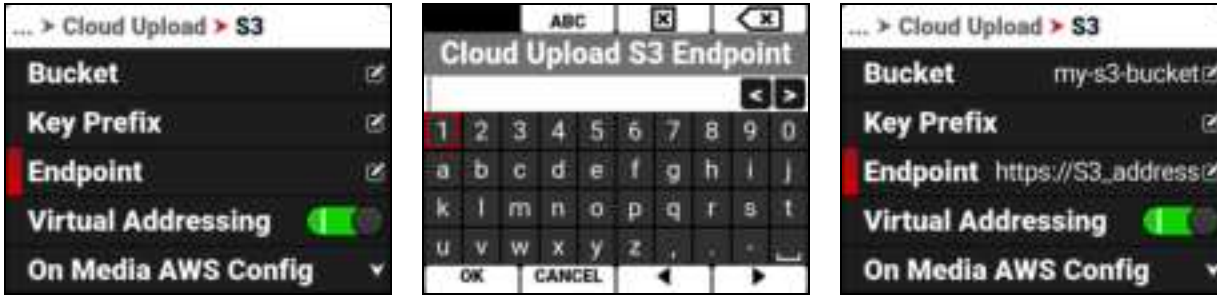 ... > Cloud Upload > S3
Bucket
Key Prefix
Endpoint
Virtual Addressing
On Media AWS Config
ABC
Cloud Upload S3 Endpoint
< >
1 2 3 4 5 6 7 8 9 0
a b c d e f g h i j
k l m n o p q r s t
u v w x y z , . -
OK CANCEL
... > Cloud Upload > S3
Bucket my-s3-bucket
Key Prefix
Endpoint https://S3_address
Virtual Addressing
On Media AWS Config